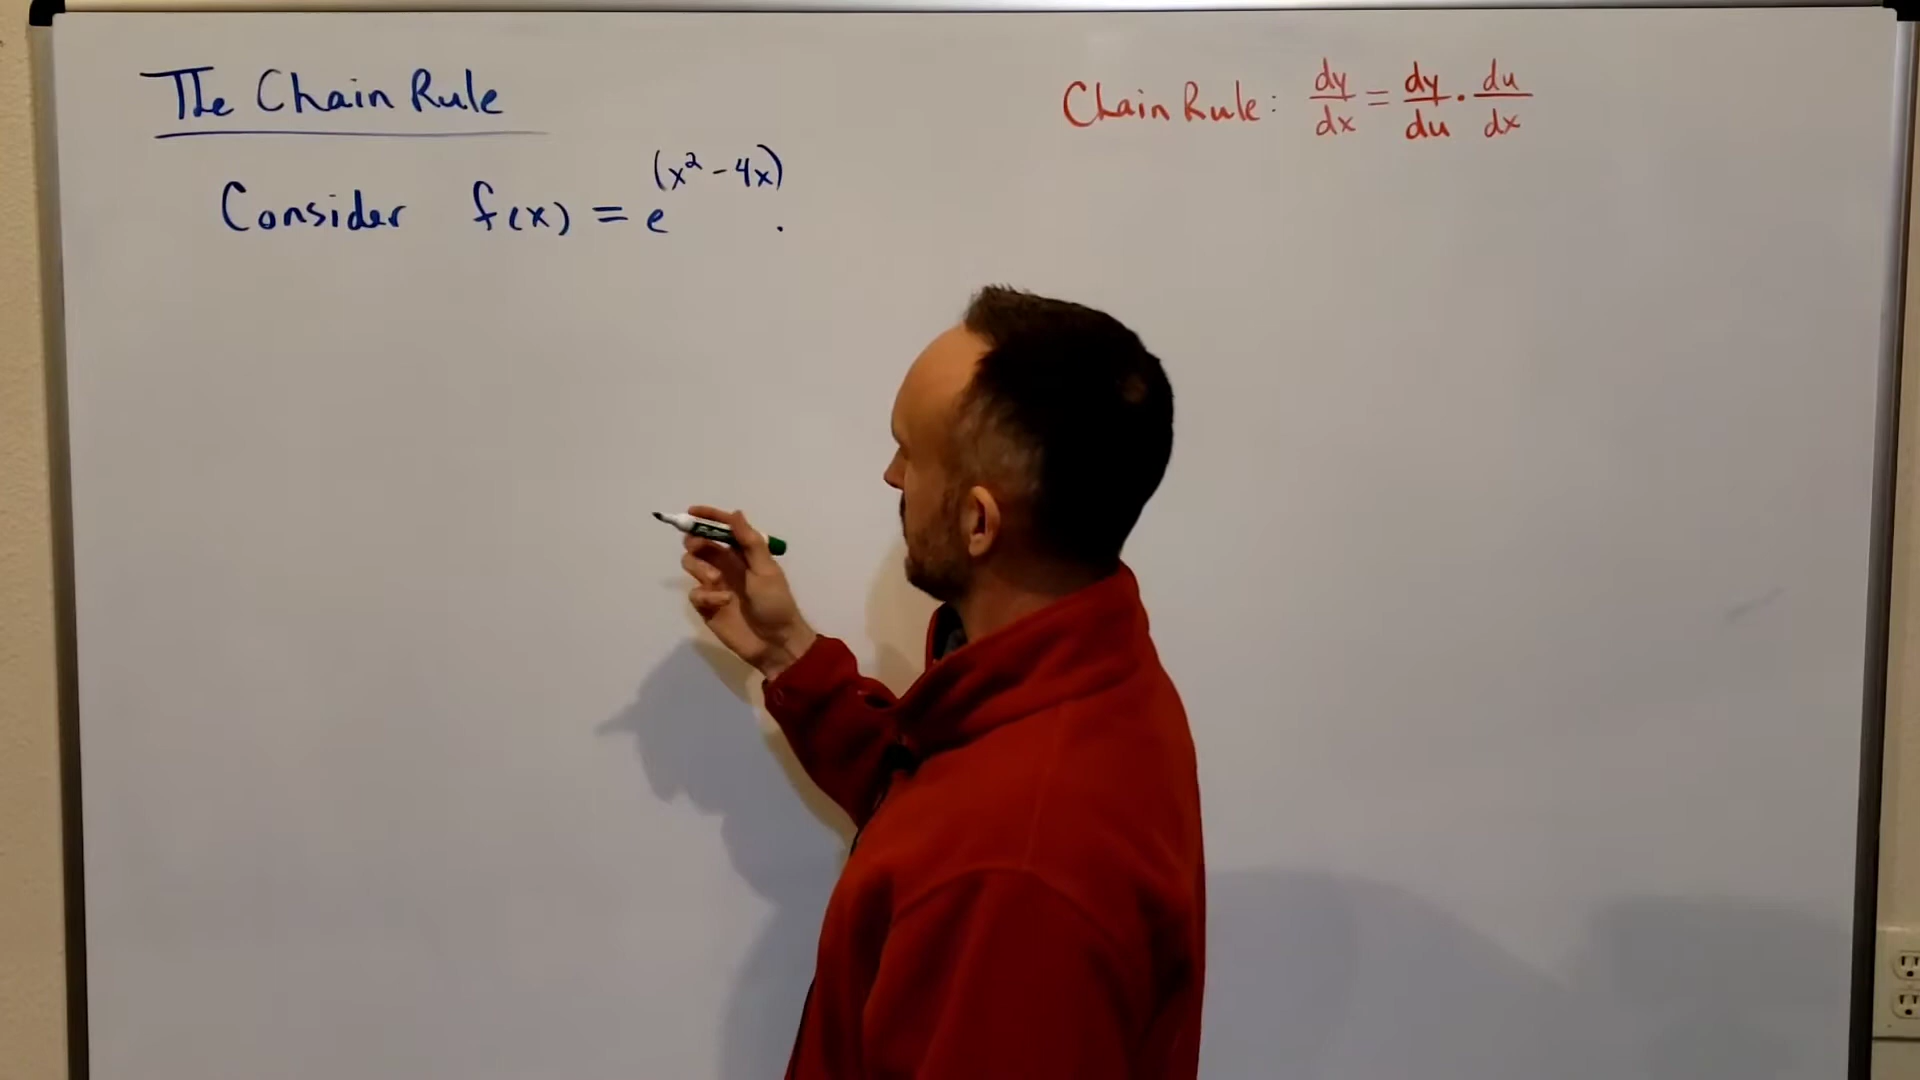 The Chain Rule
Chain Rule: dy/dx = dy/du · du/dx
Consider f(x) = e^(x² - 4x).